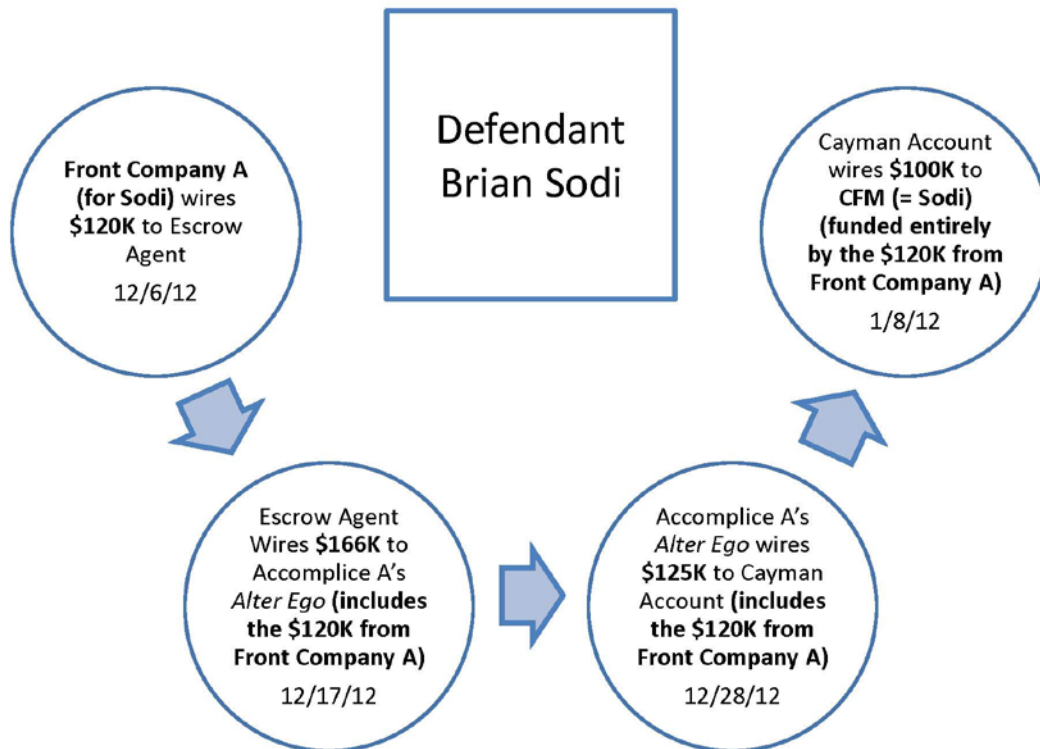 Defendant
Brian Sodi
Front Company A
(for Sodi) wires
$120K to Escrow
Agent
12/6/12
Escrow Agent
Wires $166K to
Accomplice A's
Alter Ego (includes
the $120K from
Front Company A)
12/17/12
Accomplice A's
Alter Ego wires
$125K to Cayman
Account (includes
the $120K from
Front Company A)
12/28/12
Cayman Account
wires $100K to
CFM (= Sodi)
(funded entirely
by the $120K from
Front Company A)
1/8/12